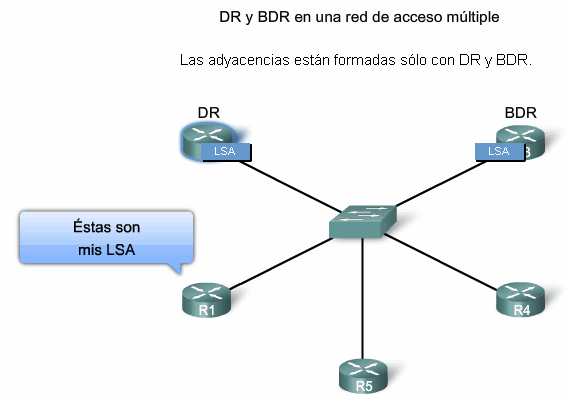 DR y BDR en una red de acceso múltiple
Las adyacencias están formadas sólo con DR y BDR.
DR
BDR
LSA
LSA
Éstas son
mis LSA
R1
R4
R5